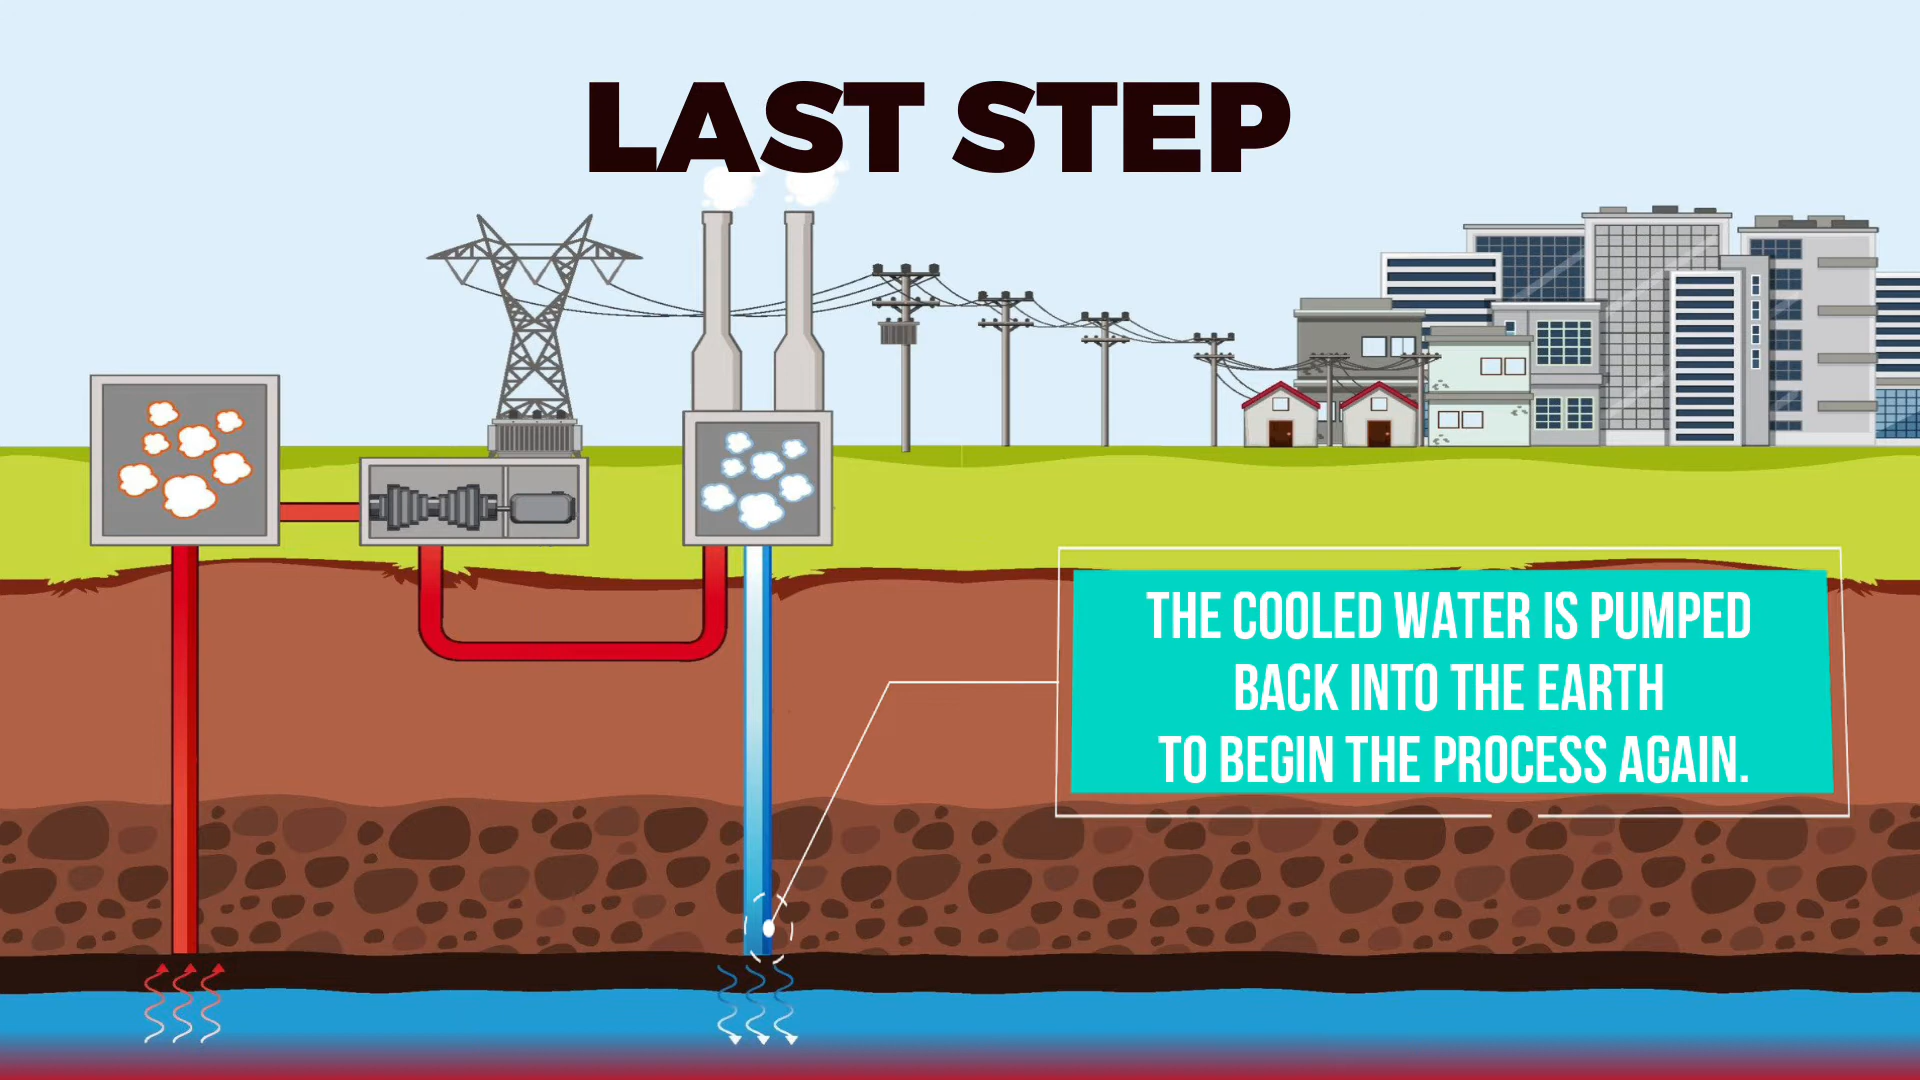 LAST STEP
THE COOLED WATER IS PUMPED
BACK INTO THE EARTH
TO BEGIN THE PROCESS AGAIN.